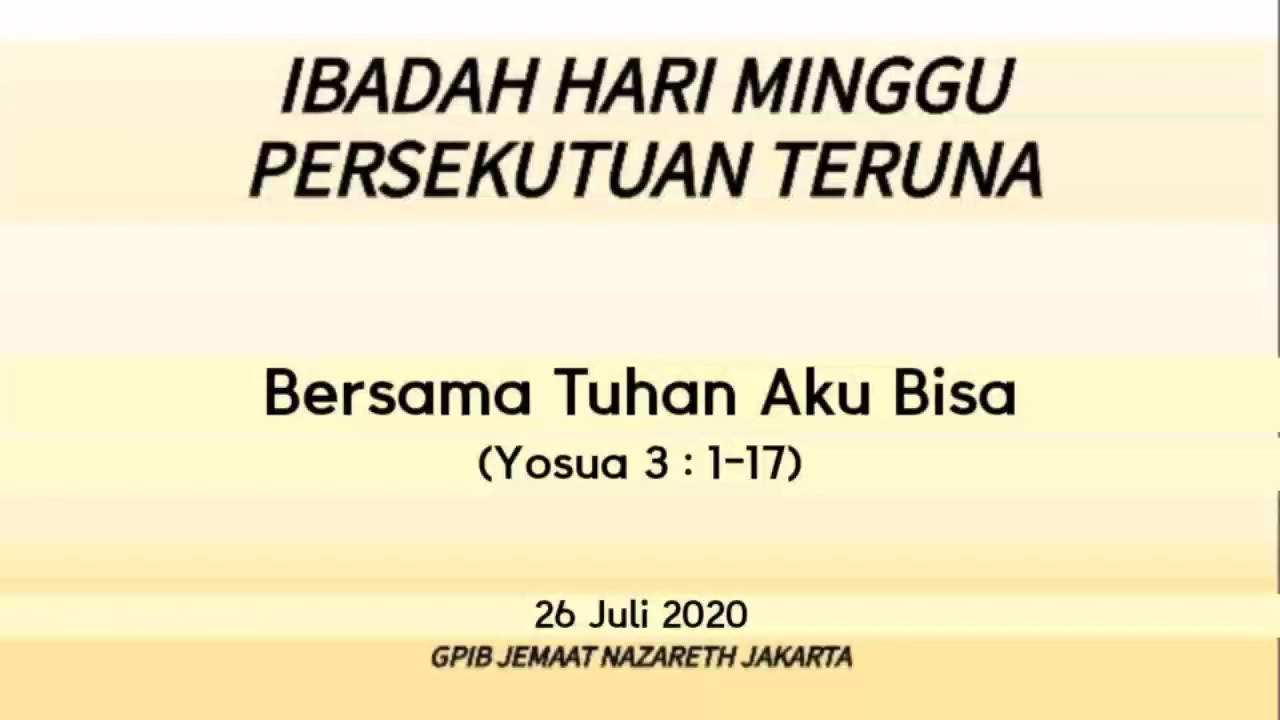 IBADAH HARI MINGGU
PERSEKUTUAN TERUNA
Bersama Tuhan Aku Bisa
(Yosua 3 : 1-17)
26 Juli 2020
GPIB JEMAAT NAZARETH JAKARTA